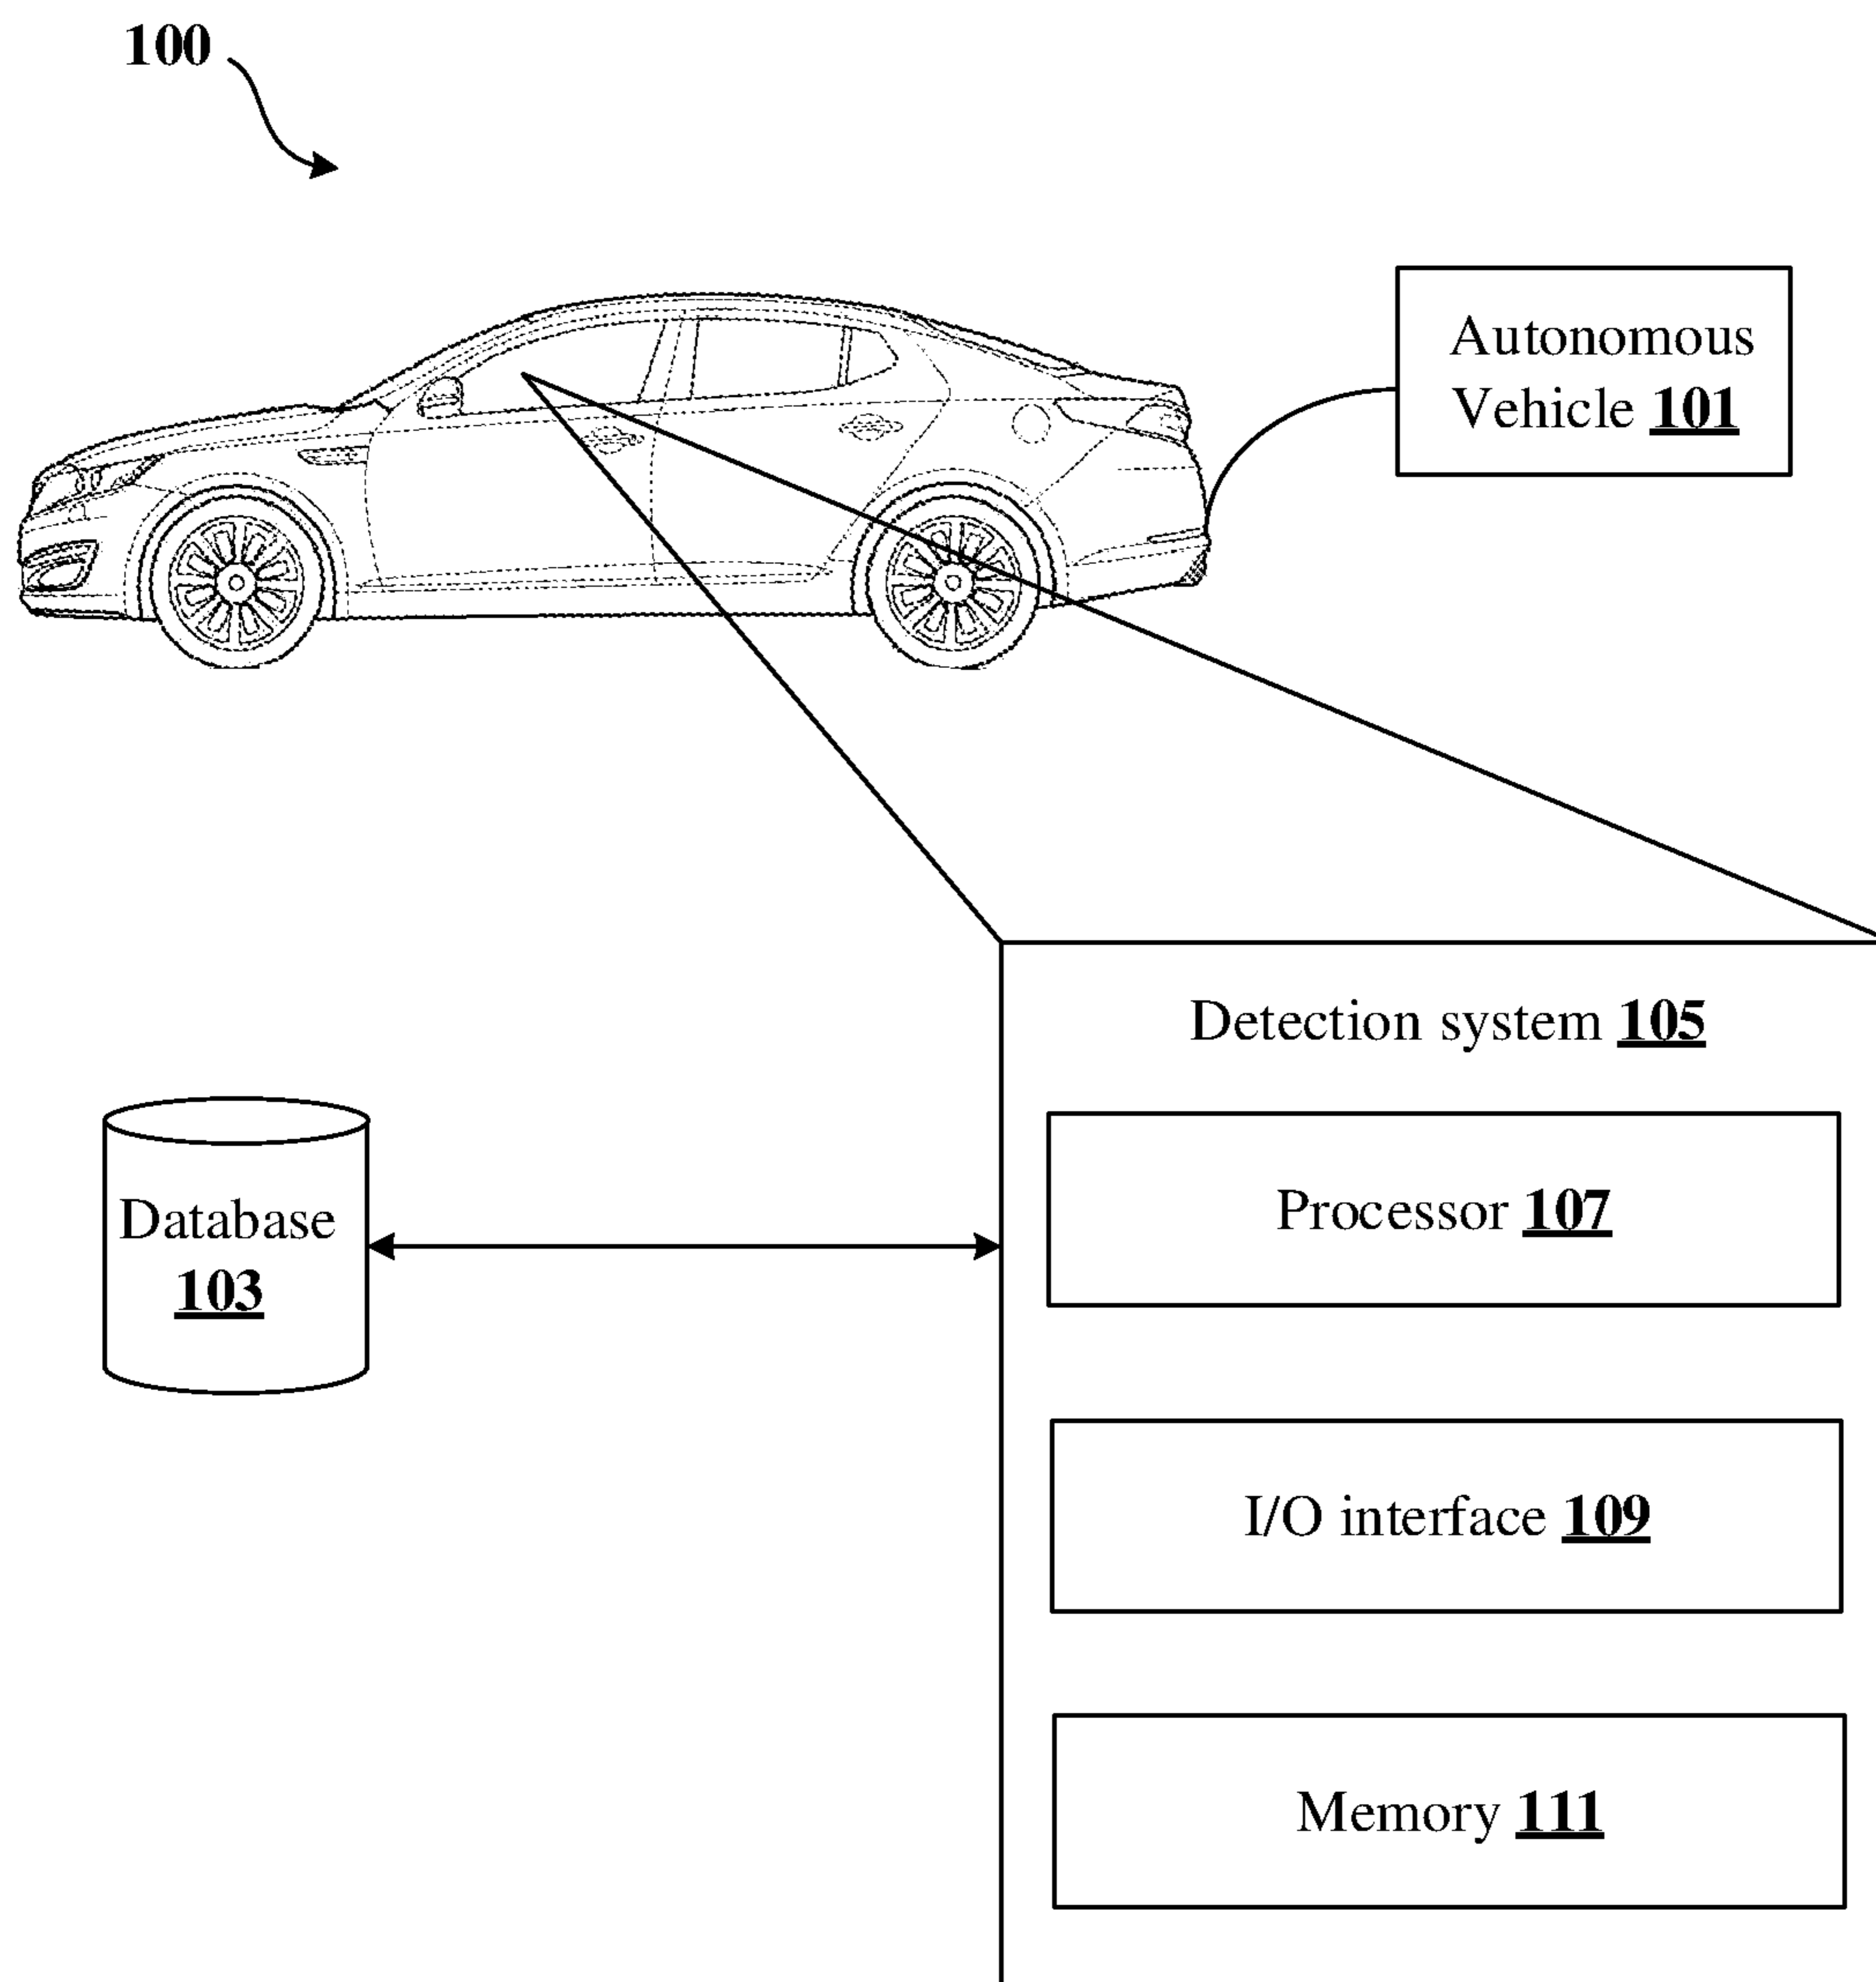 100
Autonomous
Vehicle 101
Detection system 105
Database
103
Processor 107
I/O interface 109
Memory 111